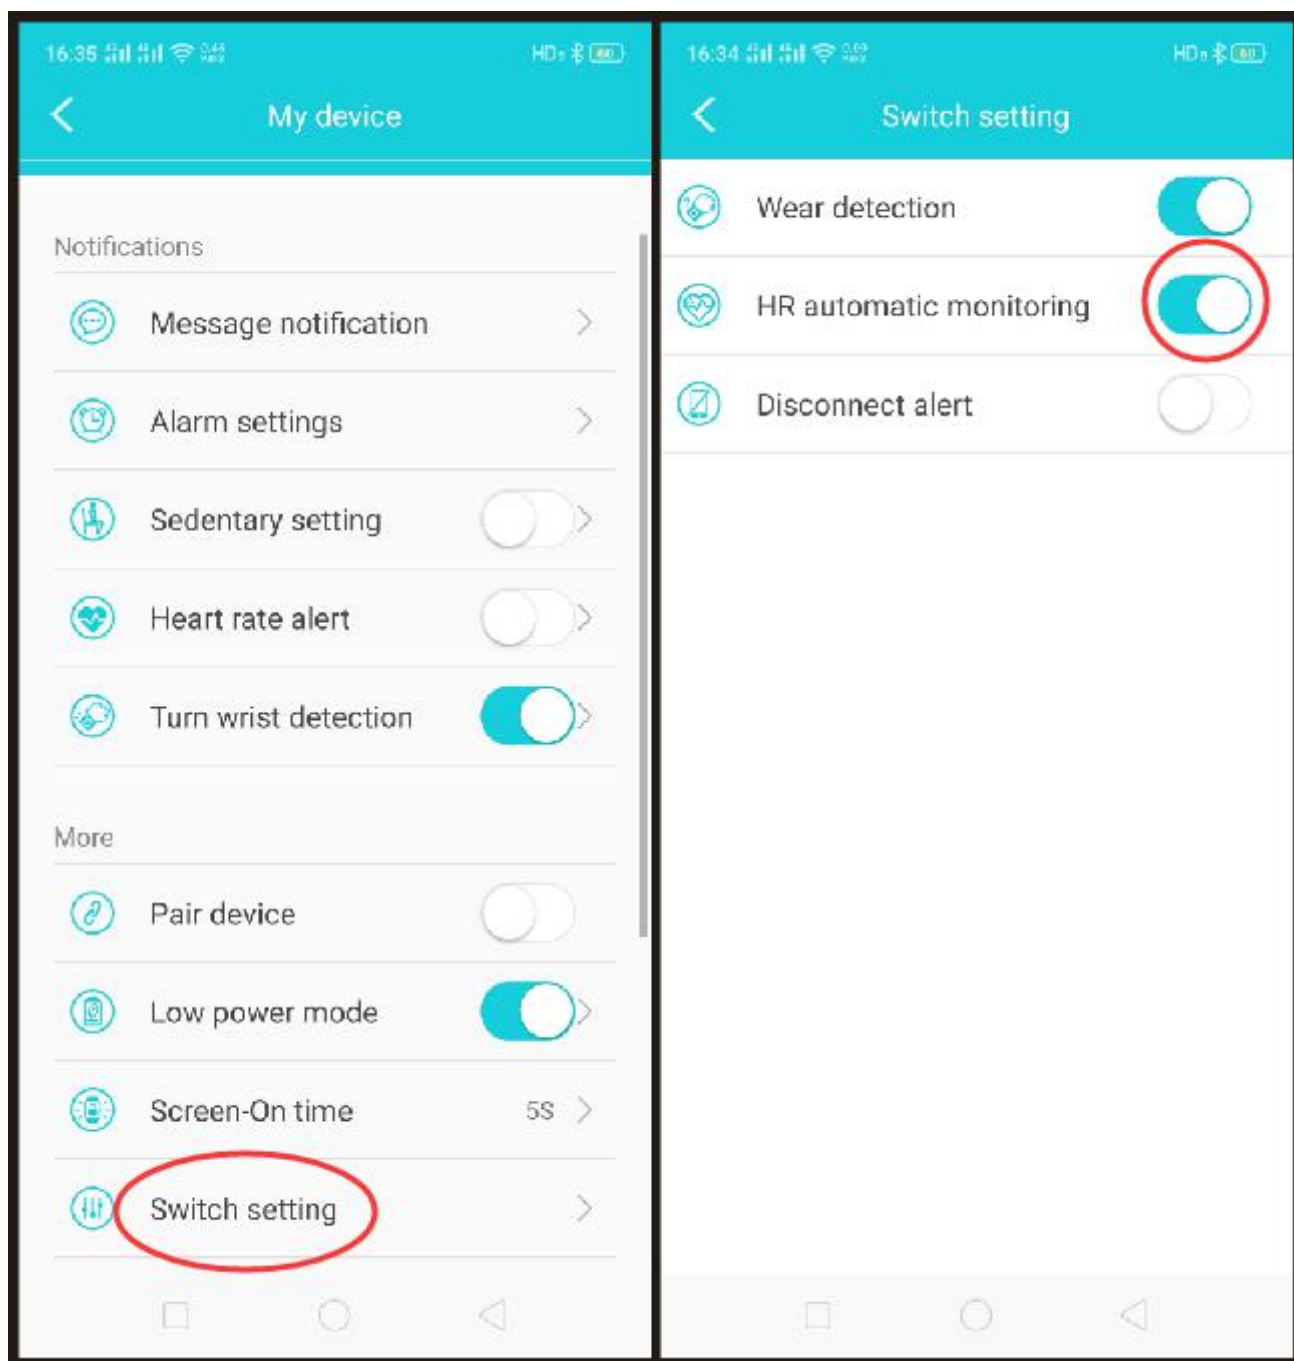 16:35
HD
60
My device
Notifications
Message notification
Alarm settings
Sedentary setting
Heart rate alert
Turn wrist detection
More
Pair device
Low power mode
Screen-On time 5S
Switch setting
16:34
HD
60
Switch setting
Wear detection
HR automatic monitoring
Disconnect alert